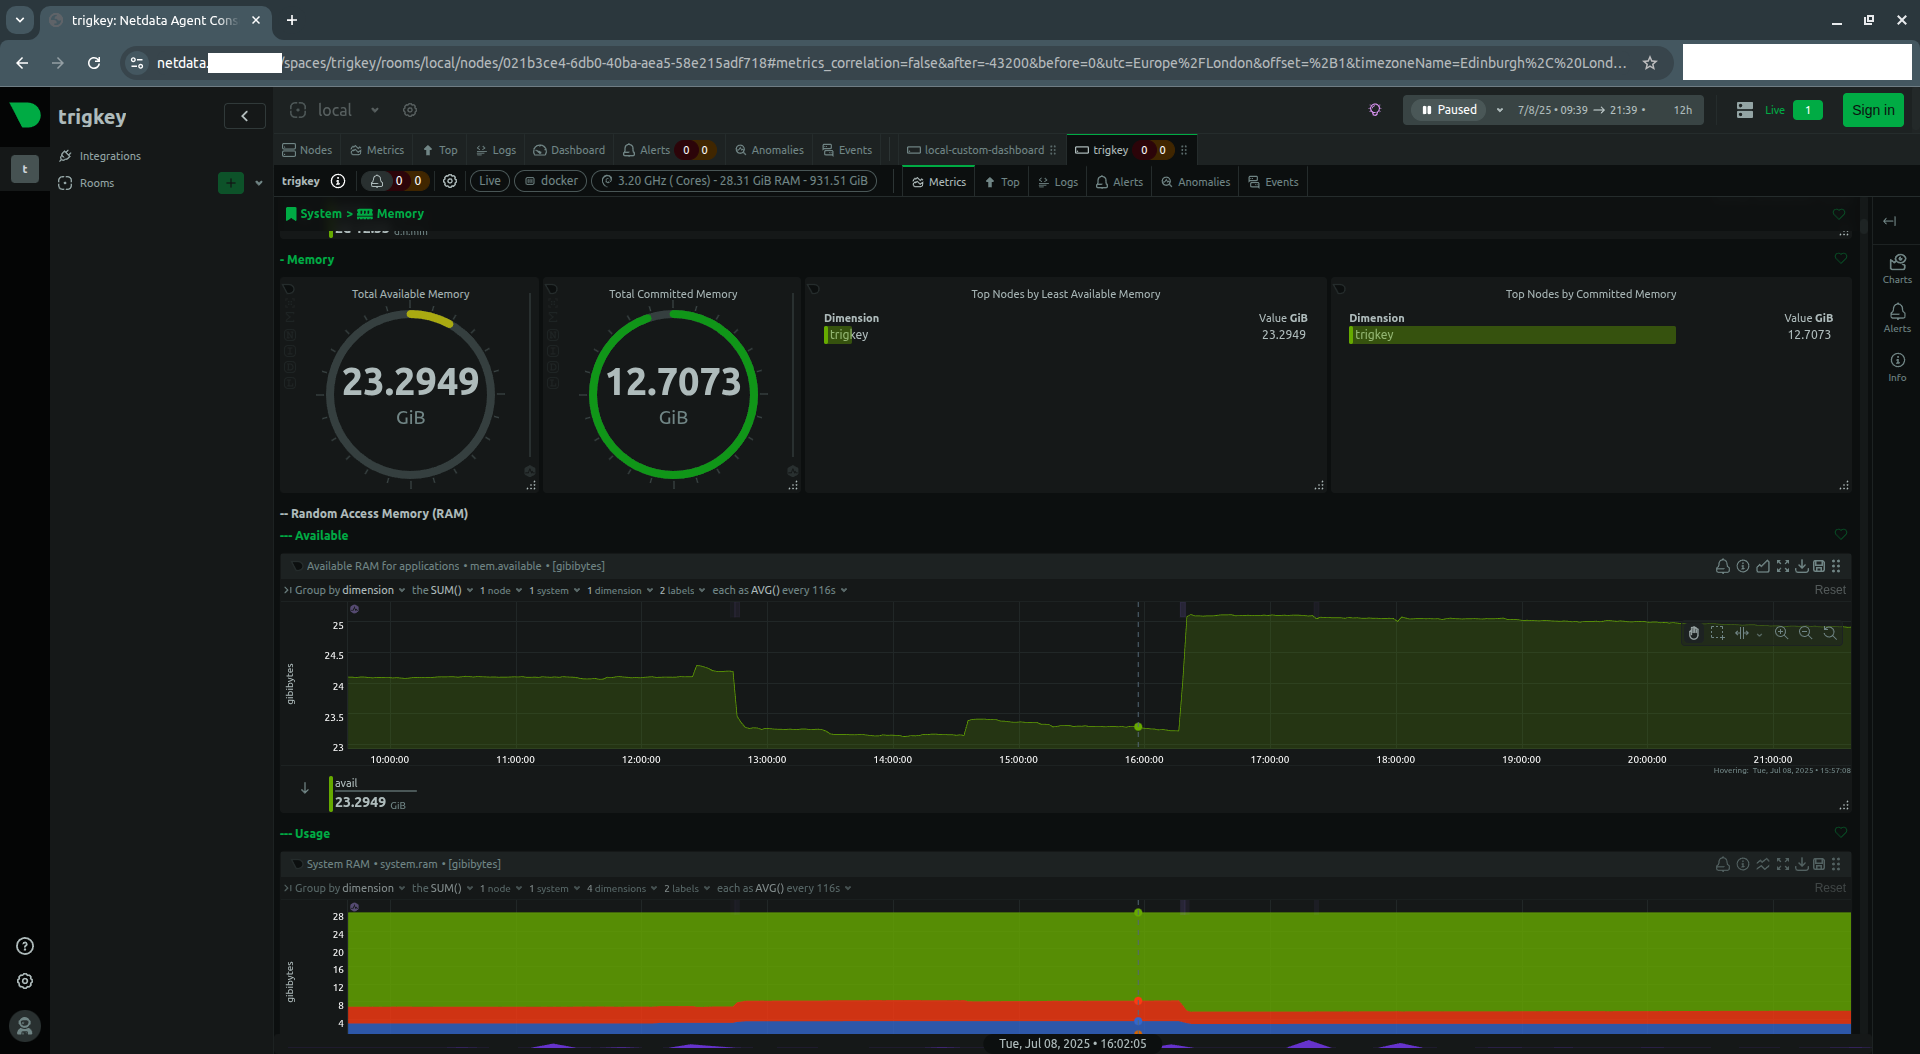 trigkey: Netdata Agent Cons
netdata. /spaces/trigkey/rooms/local/nodes/021b3ce4-6db0-40ba-aea5-58e215adf718#metrics_correlation=false&after=-43200&before=0&utc=Europe%2FLondon&offset=%2B1&timezoneName=Edinburgh%2C%20Lond...
trigkey
Integrations
Rooms
t
local
Paused 7/8/25 • 09:39 → 21:39 • 12h
Live 1
Sign in
Nodes Metrics Top Logs Dashboard Alerts 0 0 Anomalies Events local-custom-dashboard trigkey 0 0
trigkey 0 0 Live docker 3.20 GHz ( Cores) - 28.31 GiB RAM - 931.51 GiB Metrics Top Logs Alerts Anomalies Events
System > Memory
- Memory
Total Available Memory
23.2949
GiB
Total Committed Memory
12.7073
GiB
Top Nodes by Least Available Memory
Dimension Value GiB
trigkey 23.2949
Top Nodes by Committed Memory
Dimension Value GiB
trigkey 12.7073
Charts
Alerts
Info
-- Random Access Memory (RAM)
--- Available
Available RAM for applications • mem.available • [gibibytes]
Group by dimension the SUM() 1 node 1 system 1 dimension 2 labels each as AVG() every 116s Reset
gibibytes
25
24.5
24
23.5
23
10:00:00 11:00:00 12:00:00 13:00:00 14:00:00 15:00:00 16:00:00 17:00:00 18:00:00 19:00:00 20:00:00 21:00:00
Hovering: Tue, Jul 08, 2025 • 15:57:08
avail
23.2949 GiB
--- Usage
System RAM • system.ram • [gibibytes]
Group by dimension the SUM() 1 node 1 system 4 dimensions 2 labels each as AVG() every 116s Reset
gibibytes
28
24
20
16
12
8
4
Tue, Jul 08, 2025 • 16:02:05